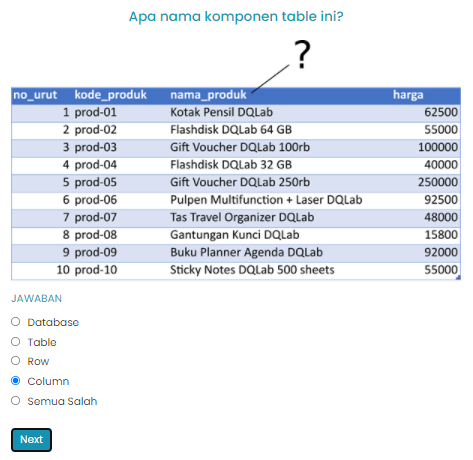 Apa nama komponen table ini?
?
no_urut kode_produk nama_produk harga
1 prod-01 Kotak Pensil DQLab 62500
2 prod-02 Flashdisk DQLab 64 GB 55000
3 prod-03 Gift Voucher DQLab 100rb 100000
4 prod-04 Flashdisk DQLab 32 GB 40000
5 prod-05 Gift Voucher DQLab 250rb 250000
6 prod-06 Pulpen Multifunction + Laser DQLab 92500
7 prod-07 Tas Travel Organizer DQLab 48000
8 prod-08 Gantungan Kunci DQLab 15800
9 prod-09 Buku Planner Agenda DQLab 92000
10 prod-10 Sticky Notes DQLab 500 sheets 55000
JAWABAN
Database
Table
Row
Column
Semua Salah
Next